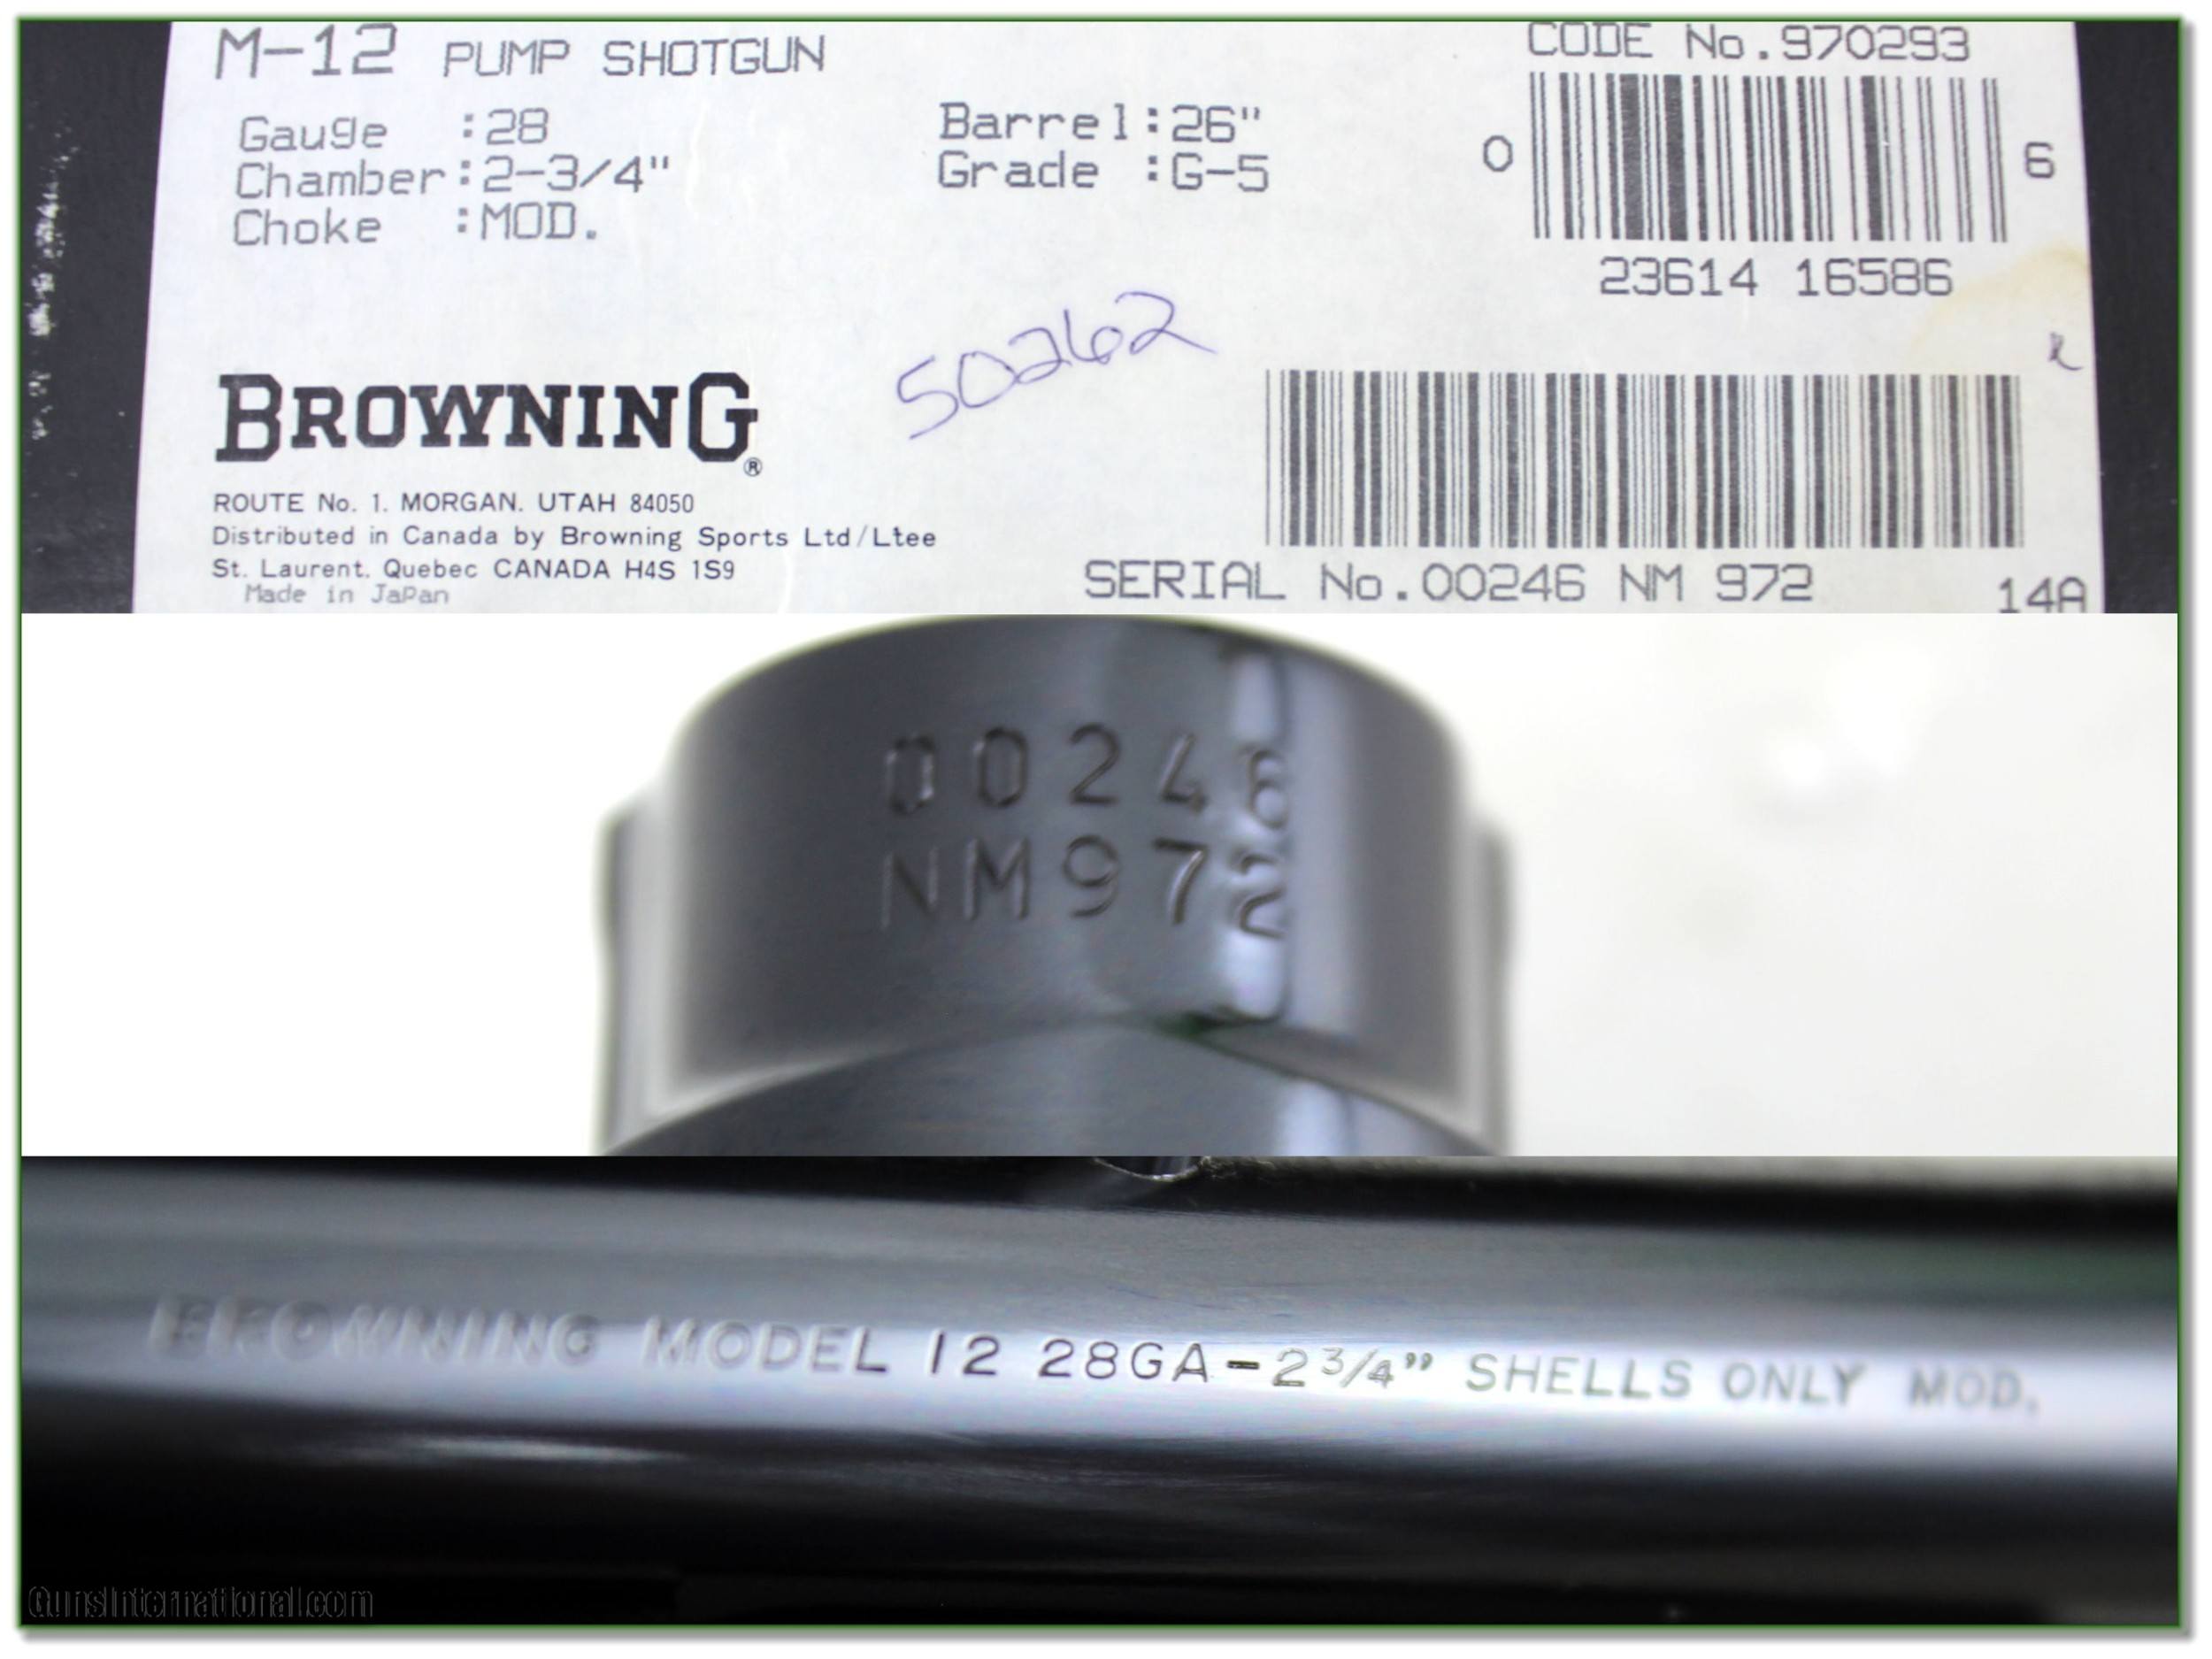 M-12 PUMP SHOTGUN
CODE No.970293
Gauge :28
Barrel:26"
Chamber:2-3/4"
Grade :G-5
Choke :MOD.
0 6
23614 16586
50262
BROWNING®
ROUTE No. 1. MORGAN. UTAH 84050
Distributed in Canada by Browning Sports Ltd/Ltee
St. Laurent. Quebec CANADA H4S 1S9
Made in Japan
SERIAL No.00246 NM 972
14A
00246
NM972
BROWNING MODEL 12 28GA-2 3/4” SHELLS ONLY MOD.
GunsInternational.com